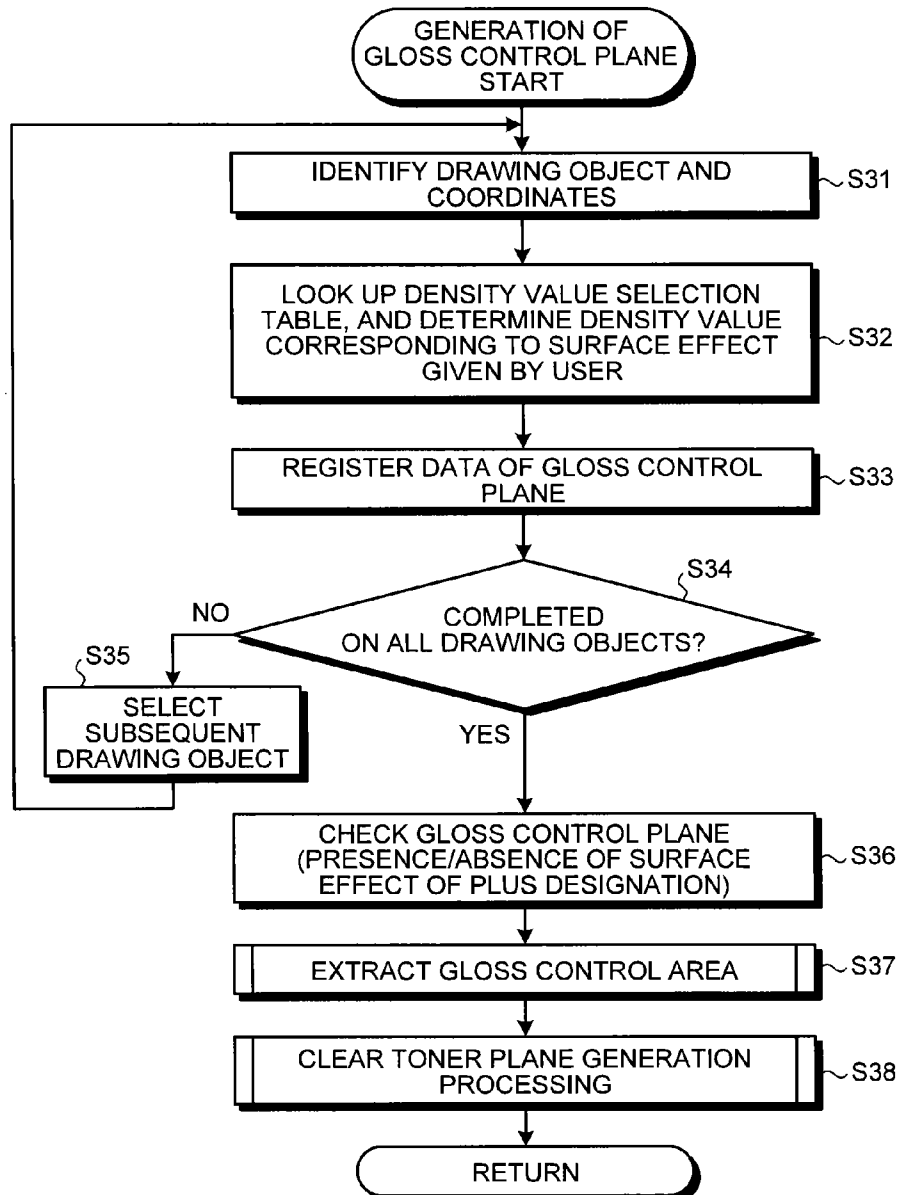 GENERATION OF
GLOSS CONTROL PLANE
START
IDENTIFY DRAWING OBJECT AND
COORDINATES
S31
LOOK UP DENSITY VALUE SELECTION
TABLE, AND DETERMINE DENSITY VALUE
CORRESPONDING TO SURFACE EFFECT
GIVEN BY USER
S32
REGISTER DATA OF GLOSS CONTROL
PLANE
S33
S34
COMPLETED
ON ALL DRAWING OBJECTS?
NO
S35
SELECT
SUBSEQUENT
DRAWING OBJECT
YES
CHECK GLOSS CONTROL PLANE
(PRESENCE/ABSENCE OF SURFACE
EFFECT OF PLUS DESIGNATION)
S36
EXTRACT GLOSS CONTROL AREA
S37
CLEAR TONER PLANE GENERATION
PROCESSING
S38
RETURN